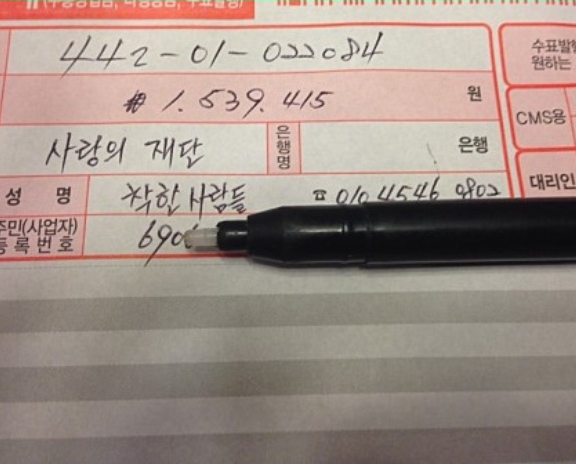 442-01-022084
수표발행
원하는
₩1.539.415 원
CMS용
사랑의 재단 은행명 은행
대리인
성 명 착한사람들 ☎ 010 4546 0802
주민(사업자)
등록번호 690